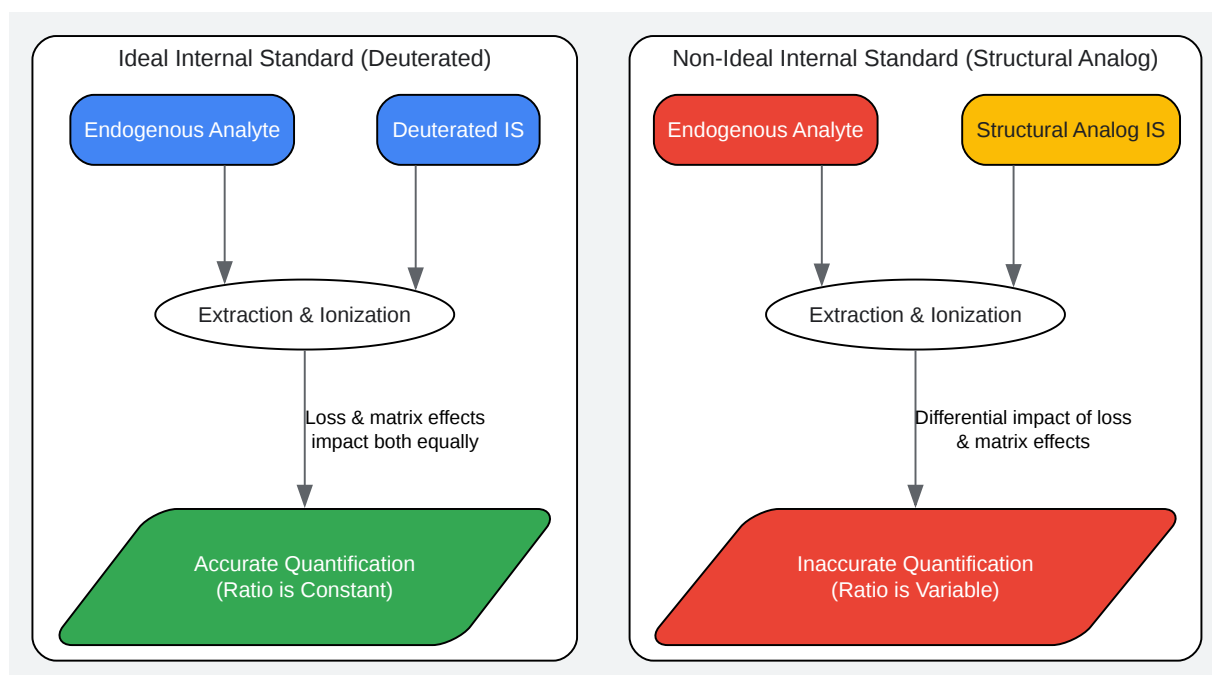 Ideal Internal Standard (Deuterated)
Endogenous Analyte
Deuterated IS
Extraction & Ionization
Loss & matrix effects
impact both equally
Accurate Quantification
(Ratio is Constant)
Non-Ideal Internal Standard (Structural Analog)
Endogenous Analyte
Structural Analog IS
Extraction & Ionization
Differential impact of loss
& matrix effects
Inaccurate Quantification
(Ratio is Variable)